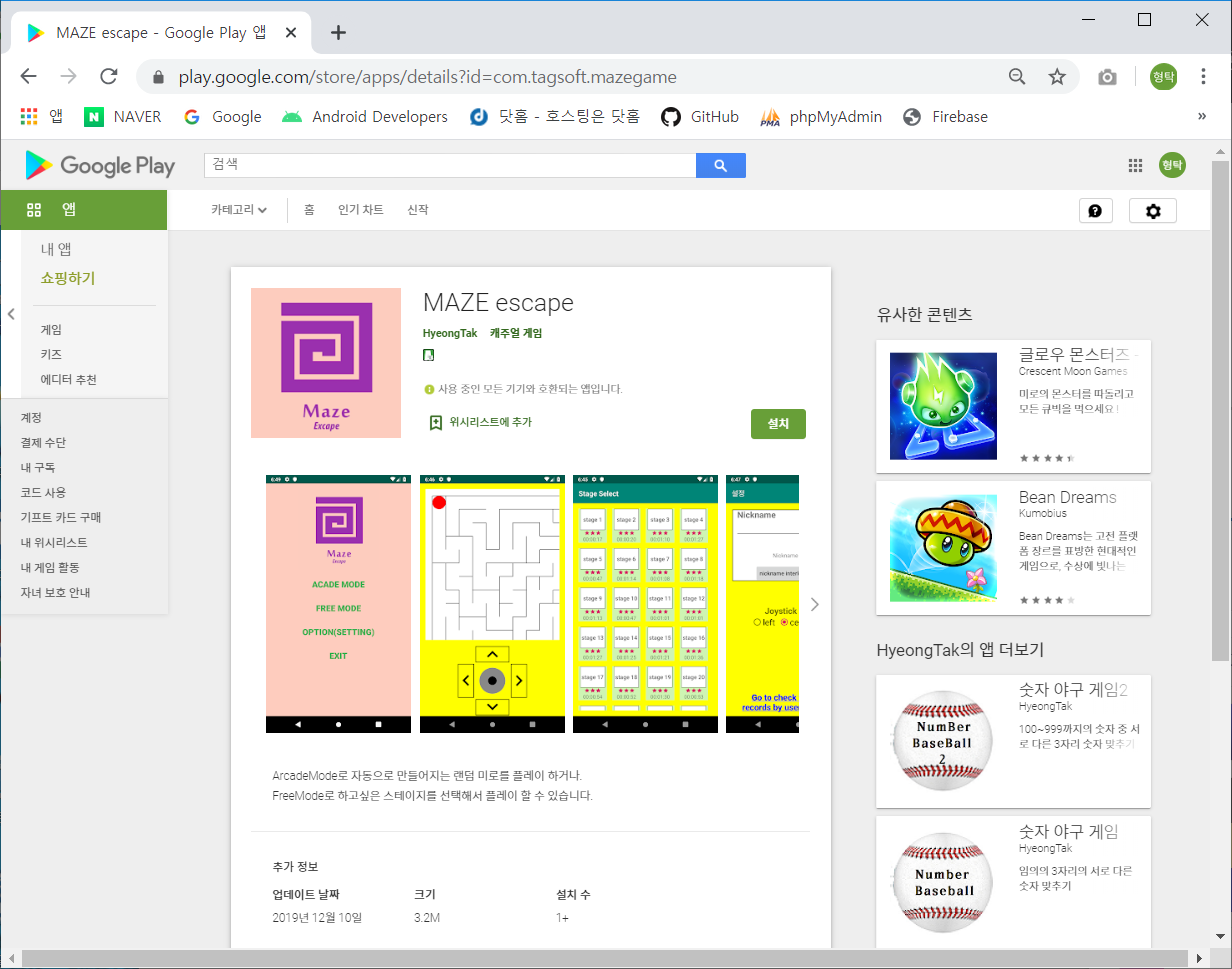 MAZE escape - Google Play 앱
play.google.com/store/apps/details?id=com.tagsoft.mazegame
형탁
앱
NAVER
Google
Android Developers
닷홈 - 호스팅은 닷홈
GitHub
PMA
phpMyAdmin
Firebase
»
Google Play
검색
형탁
앱
카테고리
홈
인기 차트
신작
내 앱
쇼핑하기
게임
키즈
에디터 추천
계정
결제 수단
내 구독
코드 사용
기프트 카드 구매
내 위시리스트
내 게임 활동
자녀 보호 안내
Maze
Escape
MAZE escape
HyeongTak
캐주얼 게임
사용 중인 모든 기기와 호환되는 앱입니다.
위시리스트에 추가
설치
6:49
Maze
Escape
ACADE MODE
FREE MODE
OPTION(SETTING)
EXIT
6:46
6:45
Stage Select
stage 1
stage 2
stage 3
stage 4
stage 5
stage 6
stage 7
stage 8
stage 9
stage 10
stage 11
stage 12
stage 13
stage 14
stage 15
stage 16
stage 17
stage 18
stage 19
stage 20
6:47
설정
Nickname
Nickname
Joystick
left
ce
Go to check
records by use
ArcadeMode로 자동으로 만들어지는 랜덤 미로를 플레이 하거나.
FreeMode로 하고싶은 스테이지를 선택해서 플레이 할 수 있습니다.
추가 정보
업데이트 날짜
크기
설치 수
2019년 12월 10일
3.2M
1+
유사한 콘텐츠
글로우 몬스터즈 -
Crescent Moon Games
미로의 몬스터를 따돌리고
모든 큐빅을 먹으세요!
Bean Dreams
Kumobius
Bean Dreams는 고전 플랫
폼 장르를 표방한 현대적인
게임으로, 수상에 빛나는
HyeongTak의 앱 더보기
NumBer
BaseBall
2
숫자 야구 게임2
HyeongTak
100~999까지의 숫자 중 서
로 다른 3자리 숫자 맞추기
Number
Baseball
숫자 야구 게임
HyeongTak
임의의 3자리의 서로 다른
숫자 맞추기